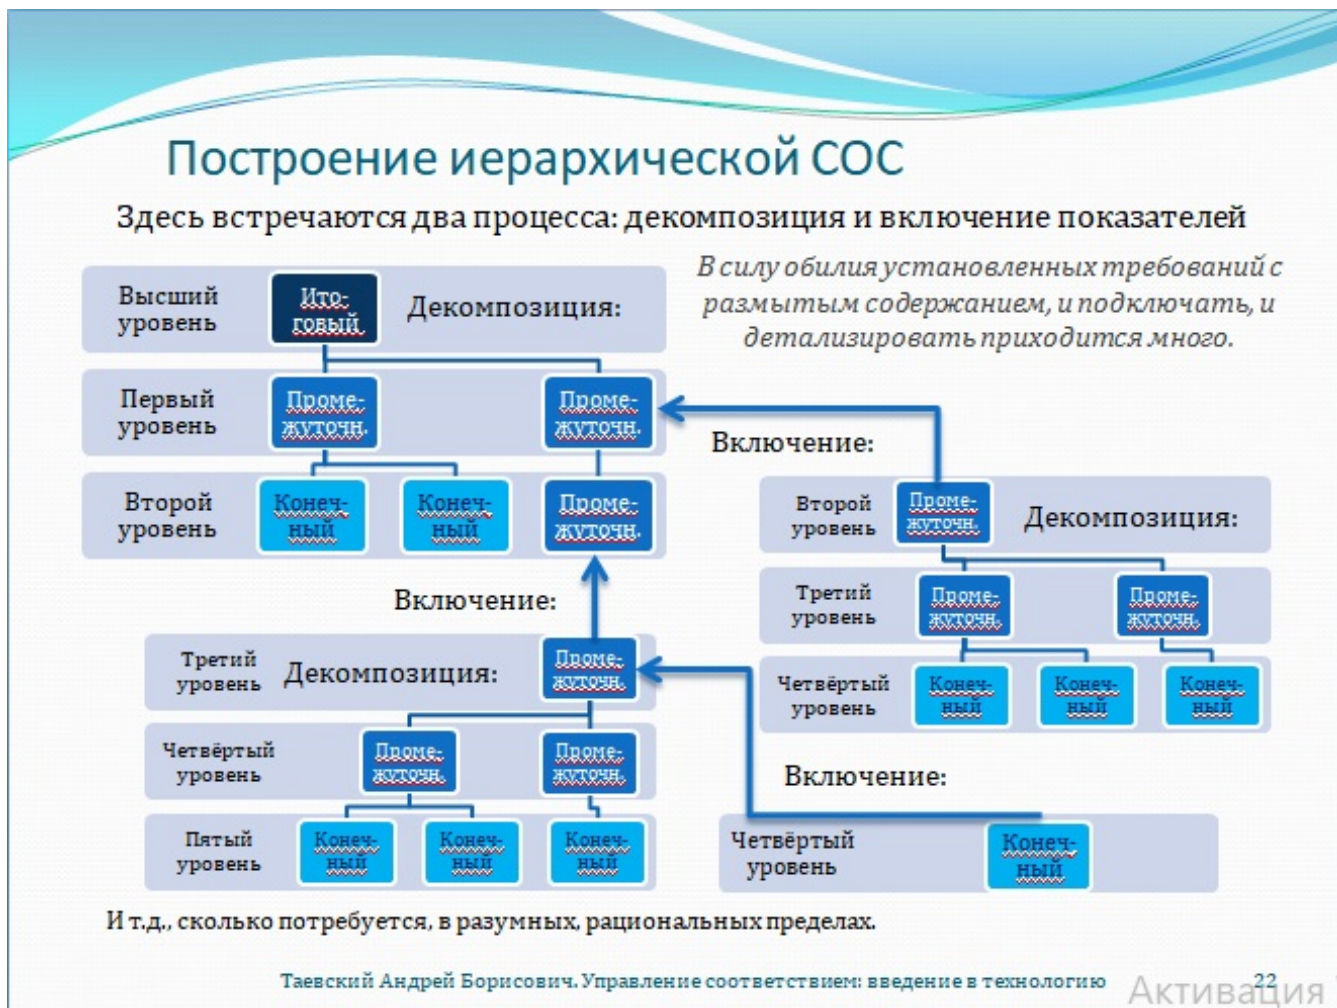 Построение иерархической СОС
Здесь встречаются два процесса: декомпозиция и включение показателей
В силу обилия установленных требований с
размытым содержанием, и подключать, и
детализировать приходится много.
Высший
уровень
Ито-
говый
Декомпозиция:
Первый
уровень
Проме-
жуточн.
Проме-
жуточн.
Второй
уровень
Конеч-
ный
Конеч-
ный
Проме-
жуточн.
Включение:
Второй
уровень
Проме-
жуточн.
Декомпозиция:
Третий
уровень
Проме-
жуточн.
Проме-
жуточн.
Четвёртый
уровень
Конеч-
ный
Конеч-
ный
Конеч-
ный
Включение:
Третий
уровень
Декомпозиция:
Проме-
жуточн.
Четвёртый
уровень
Проме-
жуточн.
Проме-
жуточн.
Пятый
уровень
Конеч-
ный
Конеч-
ный
Конеч-
ный
Включение:
Четвёртый
уровень
Конеч-
ный
И т.д., сколько потребуется, в разумных, рациональных пределах.
Таевский Андрей Борисович. Управление соответствием: введение в технологию
22
Активация